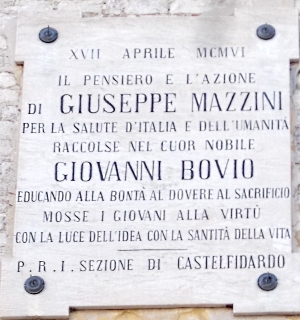 XVII APRILE MCMVI
IL PENSIERO E L'AZIONE
DI GIUSEPPE MAZZINI
PER LA SALUTE D'ITALIA E DELL'UMANITÀ
RACCOLSE NEL CUOR NOBILE
GIOVANNI BOVIO
EDUCANDO ALLA BONTÀ AL DOVERE AL SACRIFICIO
MOSSE I GIOVANI ALLA VIRTÙ
CON LA LUCE DELL'IDEA CON LA SANTITÀ DELLA VITA
P.R.I. SEZIONE DI CASTELFIDARDO